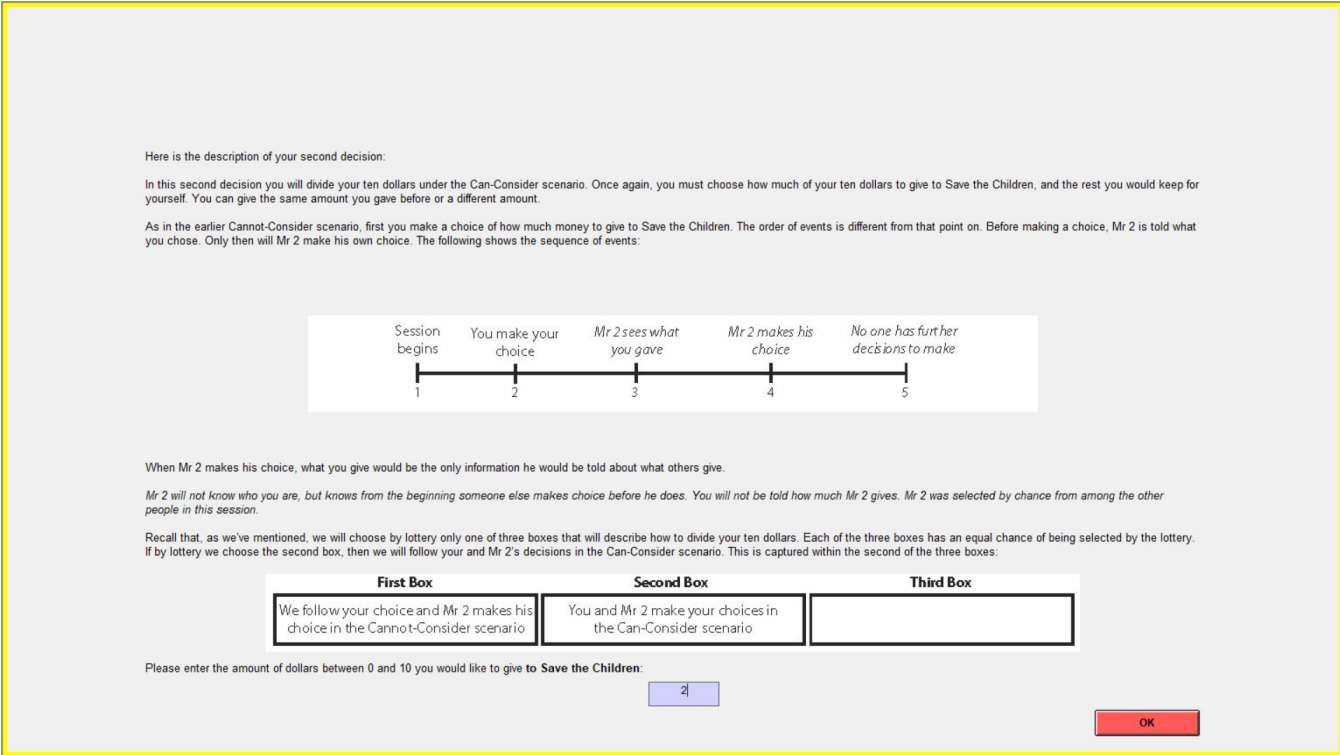 Here is the description of your second decision:
In this second decision you will divide your ten dollars under the Can-Consider scenario. Once again, you must choose how much of your ten dollars to give to Save the Children, and the rest you would keep for
yourself. You can give the same amount you gave before or a different amount.
As in the earlier Cannot-Consider scenario, first you make a choice of how much money to give to Save the Children. The order of events is different from that point on. Before making a choice, Mr 2 is told what
you chose. Only then will Mr 2 make his own choice. The following shows the sequence of events:
Session begins
You make your choice
Mr 2 sees what you gave
Mr 2 makes his choice
No one has further decisions to make
1 2 3 4 5
When Mr 2 makes his choice, what you give would be the only information he would be told about what others give.
Mr 2 will not know who you are, but knows from the beginning someone else makes choice before he does. You will not be told how much Mr 2 gives. Mr 2 was selected by chance from among the other
people in this session.
Recall that, as we've mentioned, we will choose by lottery only one of three boxes that will describe how to divide your ten dollars. Each of the three boxes has an equal chance of being selected by the lottery.
If by lottery we choose the second box, then we will follow your and Mr 2's decisions in the Can-Consider scenario. This is captured within the second of the three boxes:
First Box
Second Box
Third Box
We follow your choice and Mr 2 makes his
choice in the Cannot-Consider scenario
You and Mr 2 make your choices in
the Can-Consider scenario
Please enter the amount of dollars between 0 and 10 you would like to give to Save the Children:
2
OK